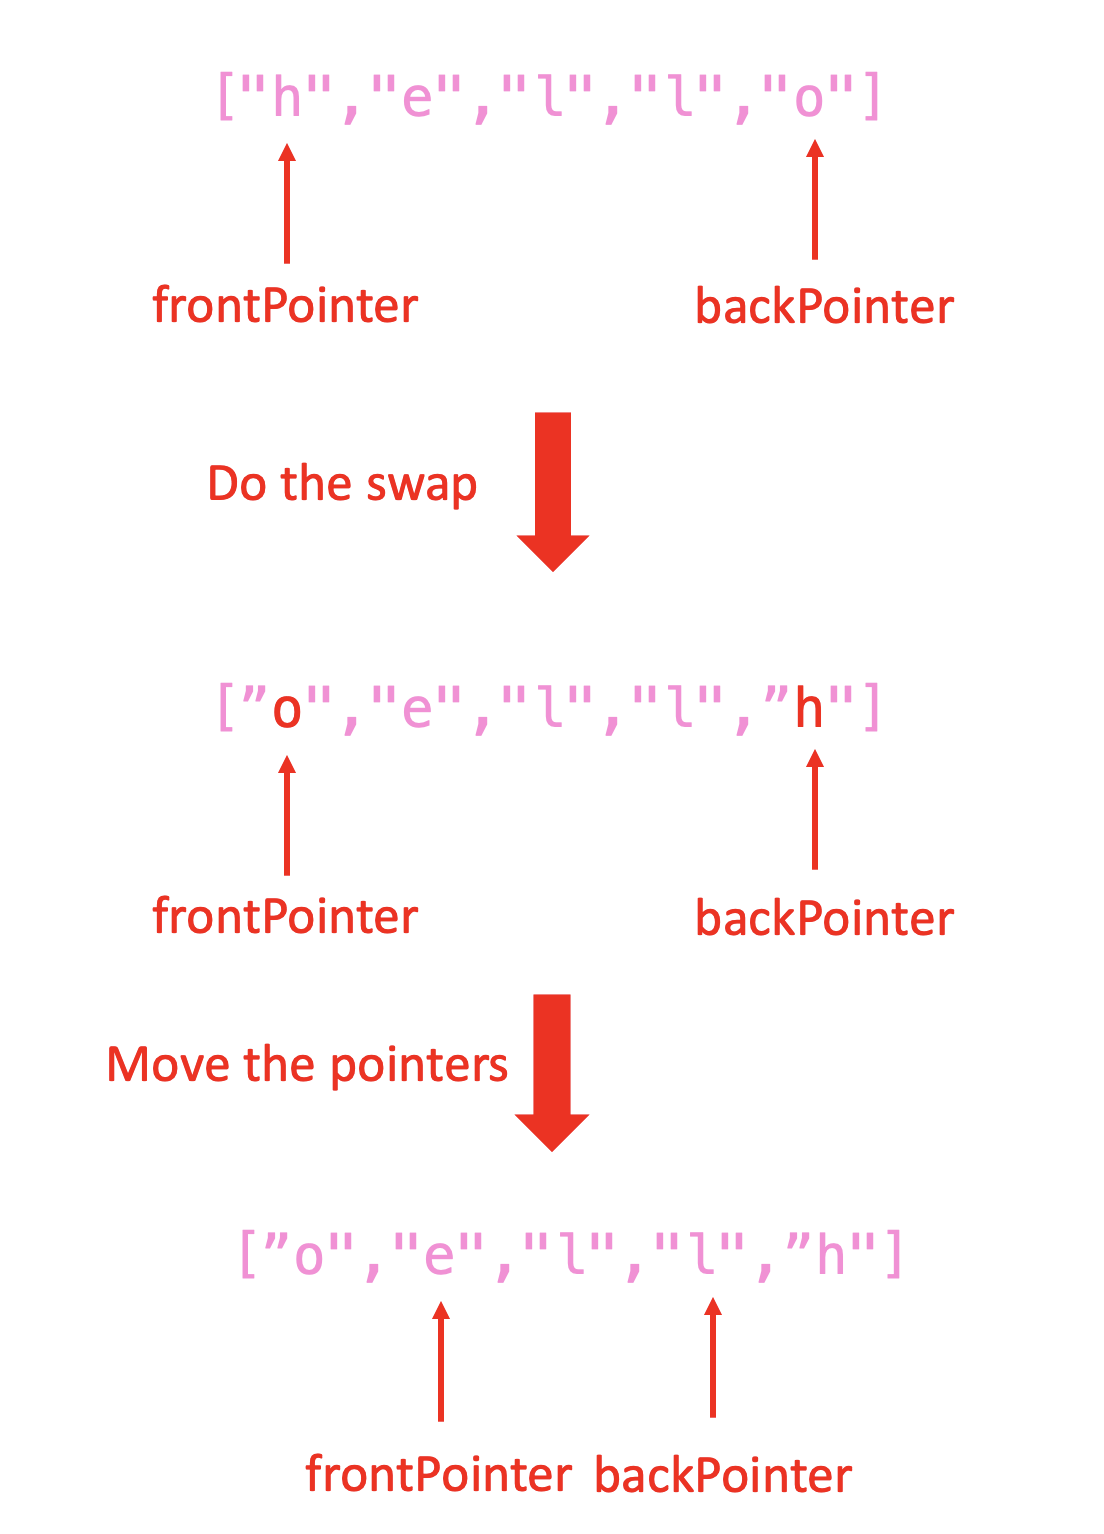 ["h","e","l","l","o"]
frontPointer backPointer
Do the swap
[”o","e","l","l",”h"]
frontPointer backPointer
Move the pointers
[”o","e","l","l",”h"]
frontPointer backPointer